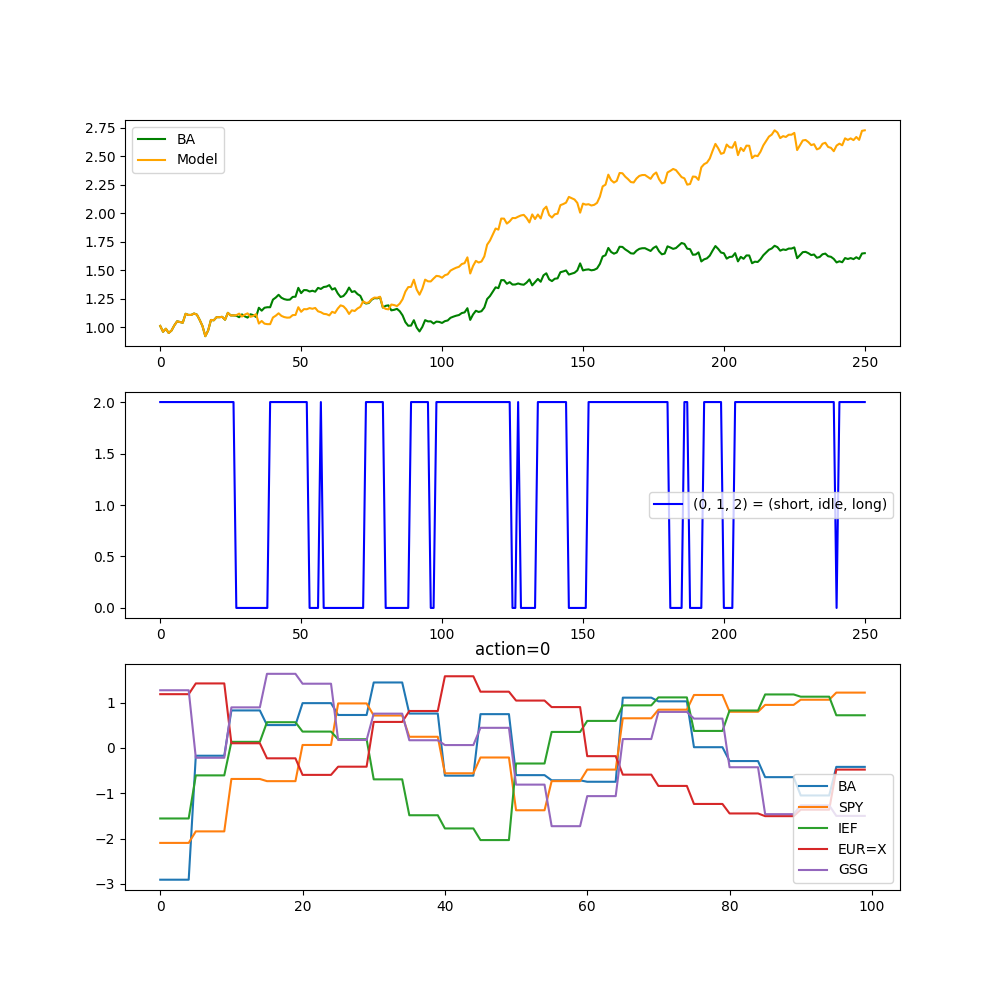 2.75
2.50
2.25
2.00
1.75
1.50
1.25
1.00
BA
Model
0 50 100 150 200 250
2.0
1.5
1.0
0.5
0.0
(0, 1, 2) = (short, idle, long)
0 50 100 150 200 250
action=0
1
0
−1
−2
−3
BA
SPY
IEF
EUR=X
GSG
0 20 40 60 80 100